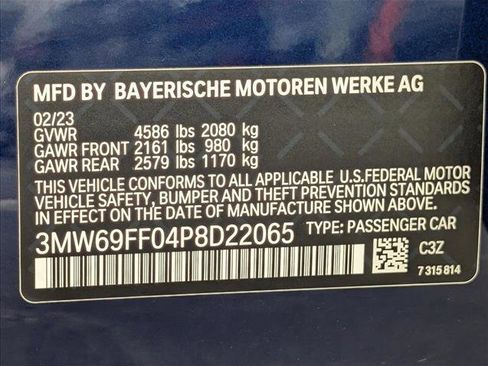 MFD BY BAYERISCHE MOTOREN WERKE AG
02/23
GVWR 4586 lbs 2080 kg
GAWR FRONT 2161 lbs 980 kg
GAWR REAR 2579 lbs 1170 kg
THIS VEHICLE CONFORMS TO ALL APPLICABLE U.S.FEDERAL MOTOR
VEHICLE SAFETY, BUMPER AND THEFT PREVENTION STANDARDS
IN EFFECT ON THE DATE OF MANUFACTURE SHOWN ABOVE.
3MW69FF04P8D22065 TYPE: PASSENGER CAR
C3Z
7 315 814